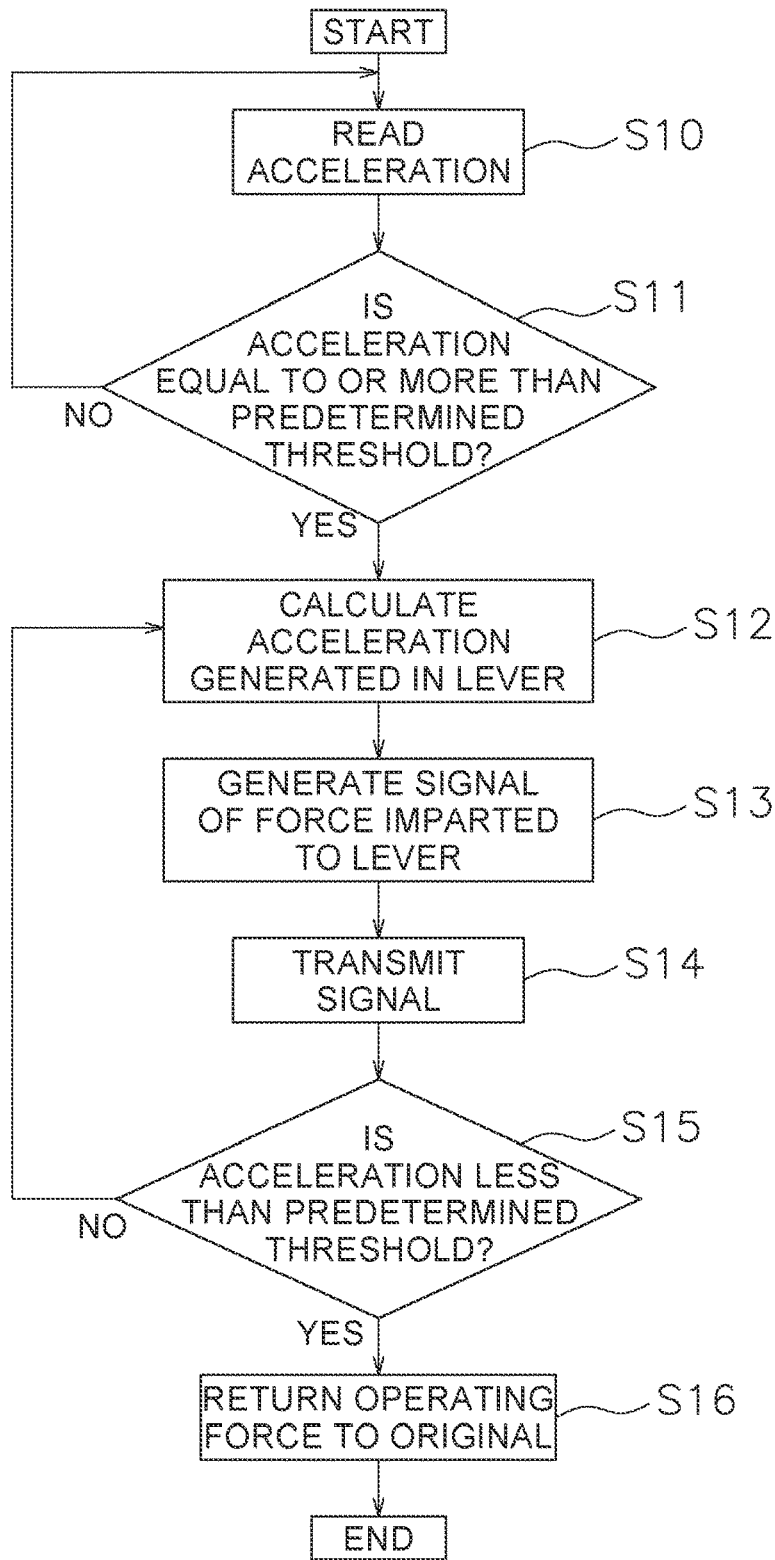 START
READ
ACCELERATION
S10
IS
ACCELERATION
EQUAL TO OR MORE THAN
PREDETERMINED
THRESHOLD?
S11
NO
YES
CALCULATE
ACCELERATION
GENERATED IN LEVER
S12
GENERATE SIGNAL
OF FORCE IMPARTED
TO LEVER
S13
TRANSMIT
SIGNAL
S14
IS
ACCELERATION LESS
THAN PREDETERMINED
THRESHOLD?
S15
NO
YES
RETURN OPERATING
FORCE TO ORIGINAL
S16
END